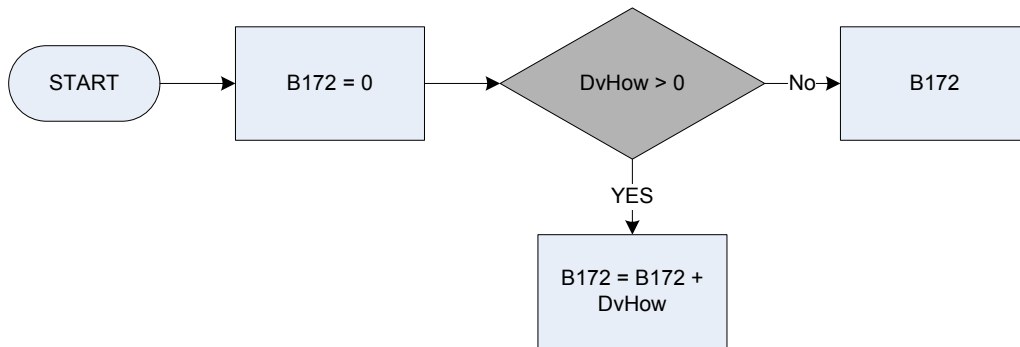 START
B172 = 0
DvHow > 0
No
B172
YES
B172 = B172 +
DvHow